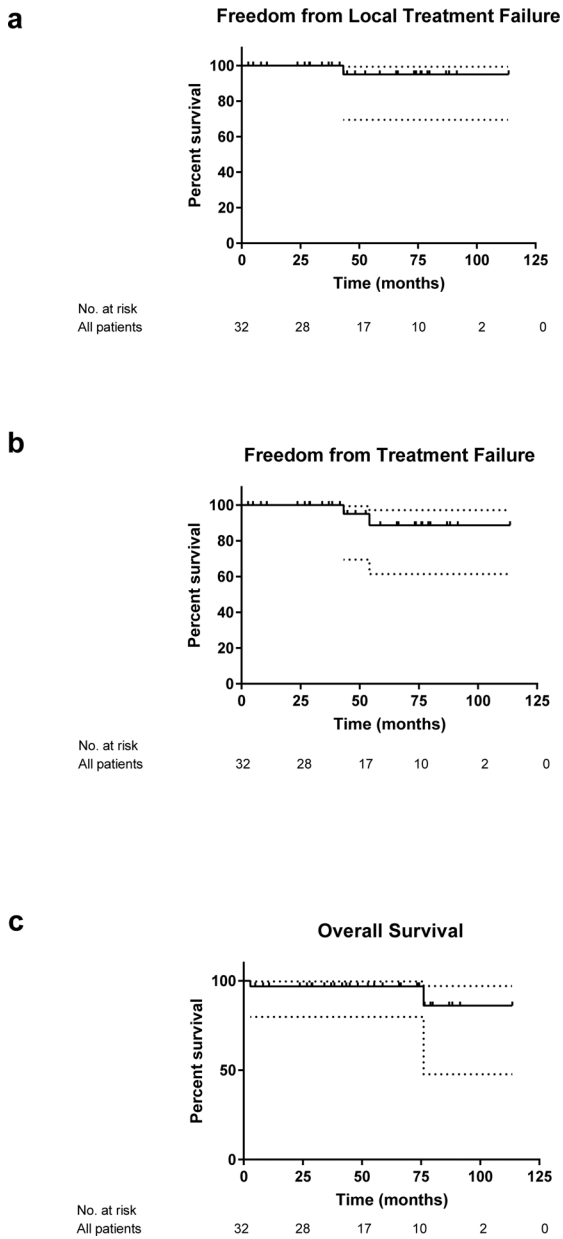 a
Freedom from Local Treatment Failure
100
80
60
40
20
0
Percent survival
0 25 50 75 100 125
Time (months)
No. at risk
All patients 32 28 17 10 2 0
b
Freedom from Treatment Failure
100
80
60
40
20
0
Percent survival
0 25 50 75 100 125
Time (months)
No. at risk
All patients 32 28 17 10 2 0
c
Overall Survival
100
50
0
Percent survival
0 25 50 75 100 125
Time (months)
No. at risk
All patients 32 28 17 10 2 0